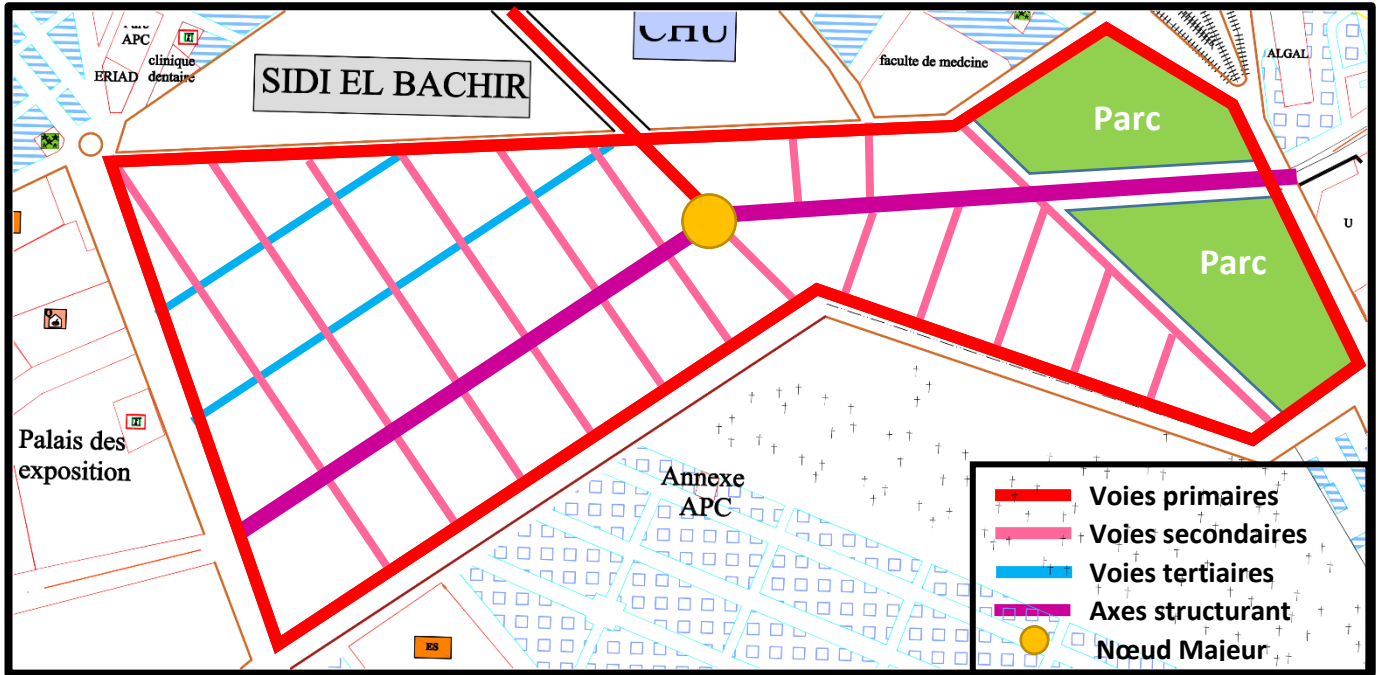 APC
clinique
dentaire
ERIAD
SIDI EL BACHIR
CHU
faculte de medcine
ALGAL
Parc
Parc
U
Palais des
exposition
Annexe
APC
ES
Voies primaires
Voies secondaires
Voies tertiaires
Axes structurant
Nœud Majeur